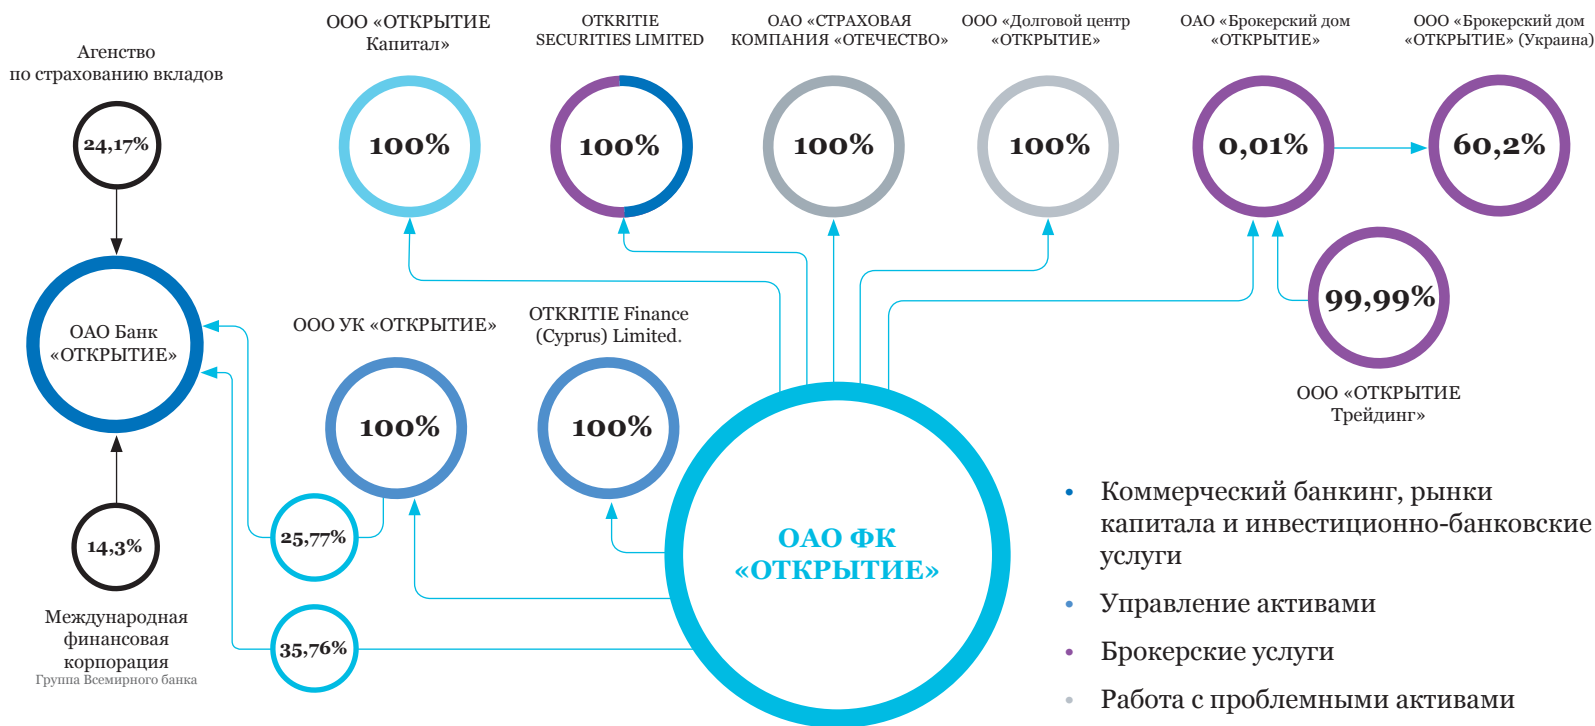 ООО «ОТКРЫТИЕ
Капитал»
OTKRITIE
SECURITIES LIMITED
ОАО «СТРАХОВАЯ
КОМПАНИЯ «ОТЕЧЕСТВО»
ООО «Долговой центр
«ОТКРЫТИЕ»
ОАО «Брокерский дом
«ОТКРЫТИЕ»
ООО «Брокерский дом
«ОТКРЫТИЕ» (Украина)
Агенство
по страхованию вкладов
24,17%
100%
100%
100%
100%
0,01%
60,2%
ОАО Банк
«ОТКРЫТИЕ»
ООО УК «ОТКРЫТИЕ»
OTKRITIE Finance
(Cyprus) Limited.
99,99%
ООО «ОТКРЫТИЕ
Трейдинг»
100%
100%
14,3%
25,77%
35,76%
Международная
финансовая
корпорация
Группа Всемирного банка
ОАО ФК
«ОТКРЫТИЕ»
• Коммерческий банкинг, рынки
капитала и инвестиционно-банковские
услуги
• Управление активами
• Брокерские услуги
• Работа с проблемными активами